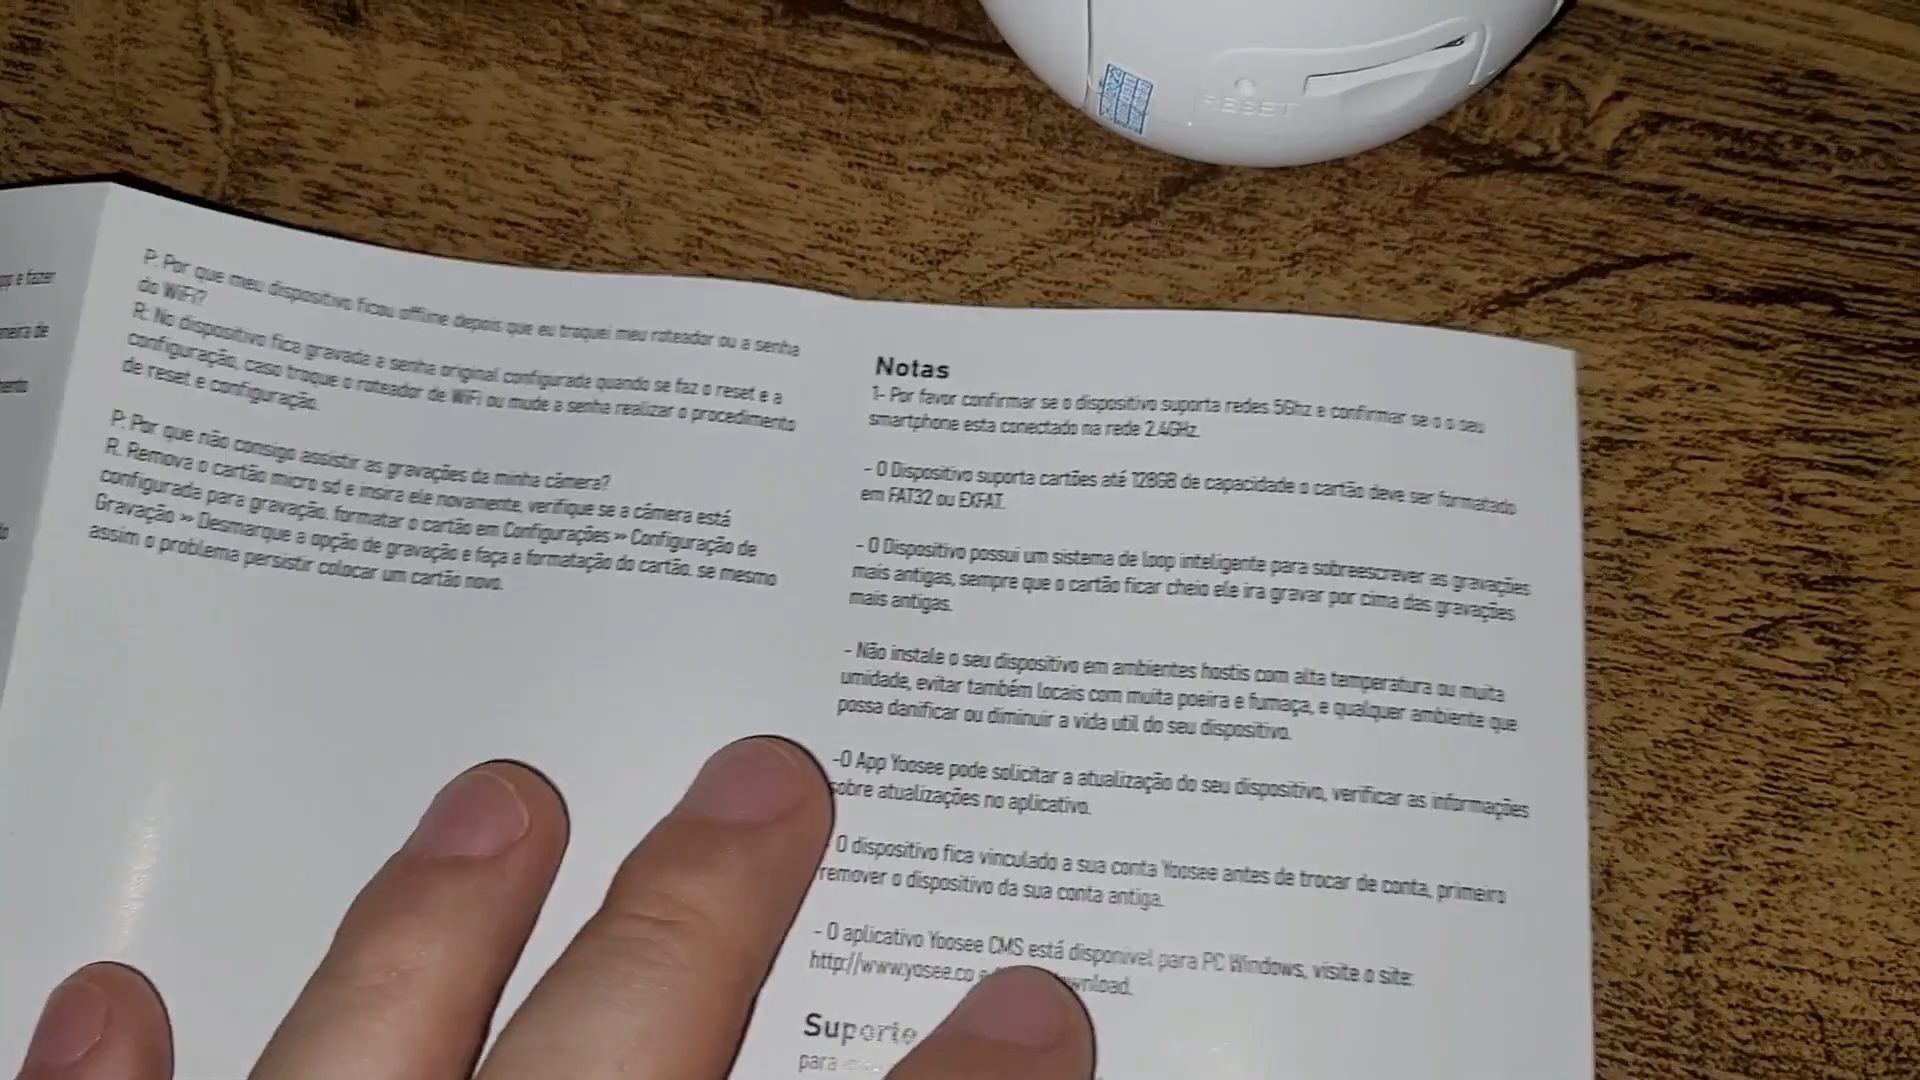 RESET
P: Por que meu dispositivo ficou offline depois que eu troquei meu roteador ou a senha
do WiFi?
R: No dispositivo fica gravada a senha original configurada quando se faz o reset e a
configuração, caso troque o roteador de WiFi ou mude a senha realizar o procedimento
de reset e configuração.
P: Por que não consigo assistir as gravações da minha câmera?
R. Remova o cartão micro sd e insira ele novamente, verifique se a câmera está
configurada para gravação. formatar o cartão em Configurações >> Configuração de
Gravação >> Desmarque a opção de gravação e faça a formatação do cartão. se mesmo
assim o problema persistir colocar um cartão novo.
Notas
1- Por favor confirmar se o dispositivo suporta redes 5Ghz e confirmar se o o seu
smartphone esta conectado na rede 2.4GHz.
- O Dispositivo suporta cartões até 128GB de capacidade o cartão deve ser formatado
em FAT32 ou EXFAT.
- O Dispositivo possui um sistema de loop inteligente para sobreescrever as gravações
mais antigas, sempre que o cartão ficar cheio ele ira gravar por cima das gravações
mais antigas.
- Não instale o seu dispositivo em ambientes hostis com alta temperatura ou muita
umidade, evitar também locais com muita poeira e fumaça, e qualquer ambiente que
possa danificar ou diminuir a vida util do seu dispositivo.
-O App Yoosee pode solicitar a atualização do seu dispositivo, verificar as informações
sobre atualizações no aplicativo.
O dispositivo fica vinculado a sua conta Yoosee antes de trocar de conta, primeiro
remover o dispositivo da sua conta antiga.
- O aplicativo Yoosee CMS está disponivel para PC Windows, visite o site:
http://www.yosee.co
Suporte
para